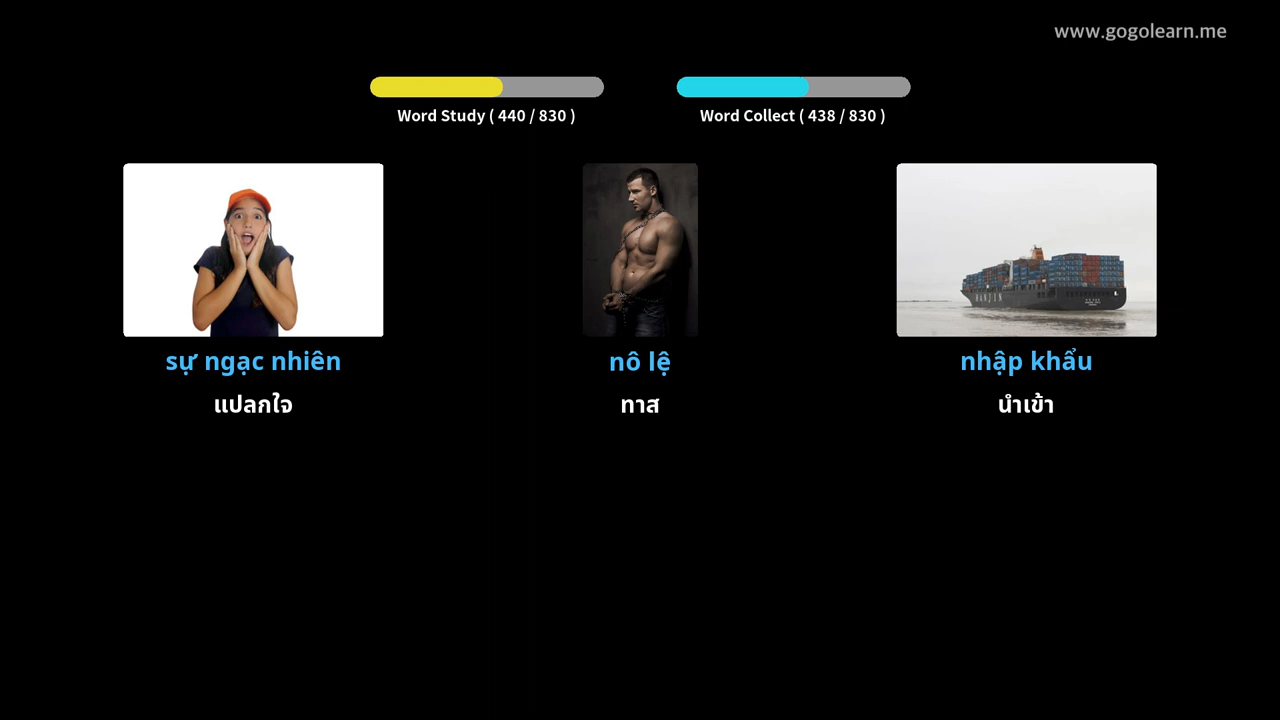 www.gogolearn.me
Word Study ( 440 / 830 )
Word Collect ( 438 / 830 )
sự ngạc nhiên
nô lệ
nhập khẩu
แปลกใจ
ทาส
นำเข้า